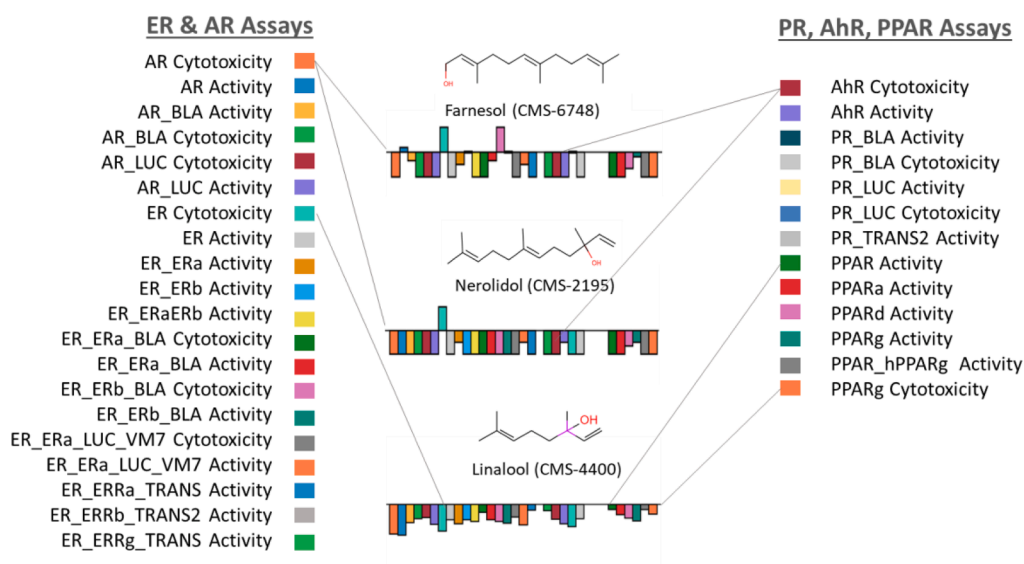 ER & AR Assays
AR Cytotoxicity
AR Activity
AR_BLA Activity
AR_BLA Cytotoxicity
AR_LUC Cytotoxicity
AR_LUC Activity
ER Cytotoxicity
ER Activity
ER_ERa Activity
ER_ERb Activity
ER_ERaERb Activity
ER_ERa_BLA Cytotoxicity
ER_ERa_BLA Activity
ER_ERb_BLA Cytotoxicity
ER_ERb_BLA Activity
ER_ERa_LUC_VM7 Cytotoxicity
ER_ERa_LUC_VM7 Activity
ER_ERRa_TRANS Activity
ER_ERRb_TRANS2 Activity
ER_ERRg_TRANS Activity
OH
Farnesol (CMS-6748)
OH
Nerolidol (CMS-2195)
OH
Linalool (CMS-4400)
PR, AhR, PPAR Assays
AhR Cytotoxicity
AhR Activity
PR_BLA Activity
PR_BLA Cytotoxicity
PR_LUC Activity
PR_LUC Cytotoxicity
PR_TRANS2 Activity
PPAR Activity
PPARa Activity
PPARd Activity
PPARg Activity
PPAR_hPPARg Activity
PPARg Cytotoxicity